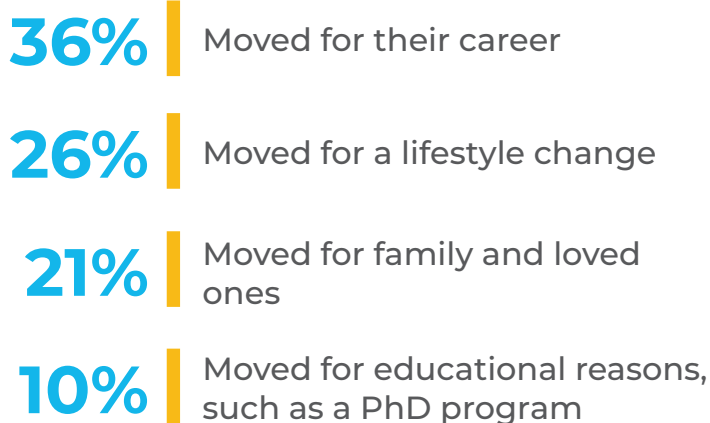 36% Moved for their career
26% Moved for a lifestyle change
21% Moved for family and loved
ones
10% Moved for educational reasons,
such as a PhD program